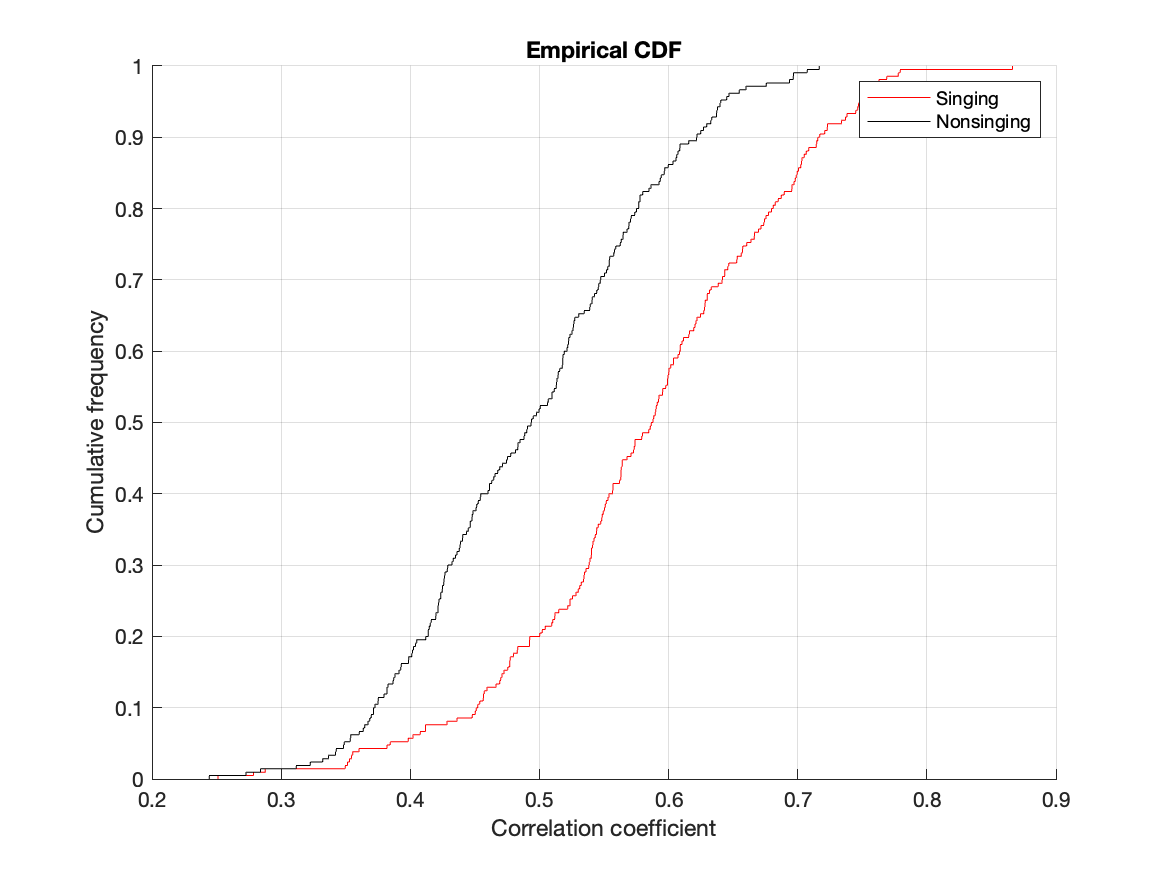 Empirical CDF
1
0.9
0.8
0.7
0.6
0.5
0.4
0.3
0.2
0.1
0
Cumulative frequency
Singing
Nonsinging
0.2 0.3 0.4 0.5 0.6 0.7 0.8 0.9
Correlation coefficient